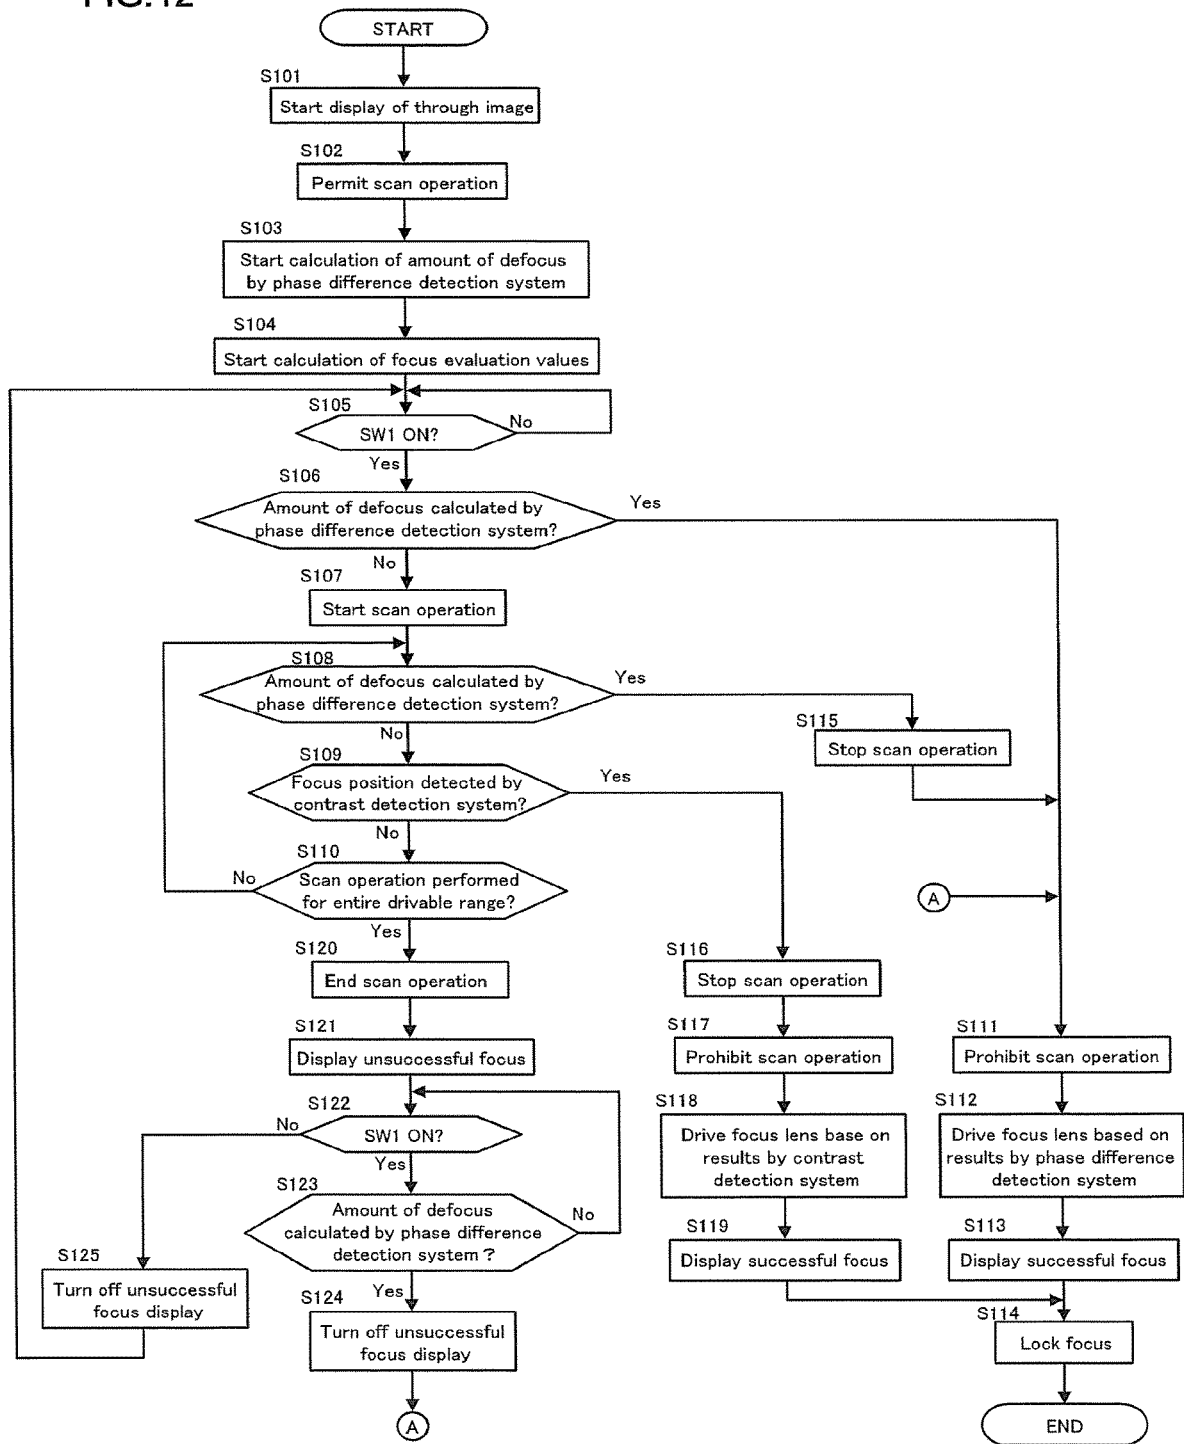 FIG.12
START
S101
Start display of through image
S102
Permit scan operation
S103
Start calculation of amount of defocus
by phase difference detection system
S104
Start calculation of focus evaluation values
S105
SW1 ON?
No
Yes
S106
Amount of defocus calculated by
phase difference detection system?
Yes
No
S107
Start scan operation
S108
Amount of defocus calculated by
phase difference detection system?
Yes
No
S115
Stop scan operation
S109
Focus position detected by
contrast detection system?
Yes
No
S110
Scan operation performed
for entire drivable range?
No
Yes
A
S120
End scan operation
S116
Stop scan operation
S121
Display unsuccessful focus
S117
Prohibit scan operation
S111
Prohibit scan operation
S122
SW1 ON?
No
Yes
S118
Drive focus lens base on
results by contrast
detection system
S112
Drive focus lens based on
results by phase difference
detection system
S123
Amount of defocus
calculated by phase difference
detection system?
No
Yes
S119
Display successful focus
S113
Display successful focus
S125
Turn off unsuccessful
focus display
S124
Turn off unsuccessful
focus display
S114
Lock focus
A
END